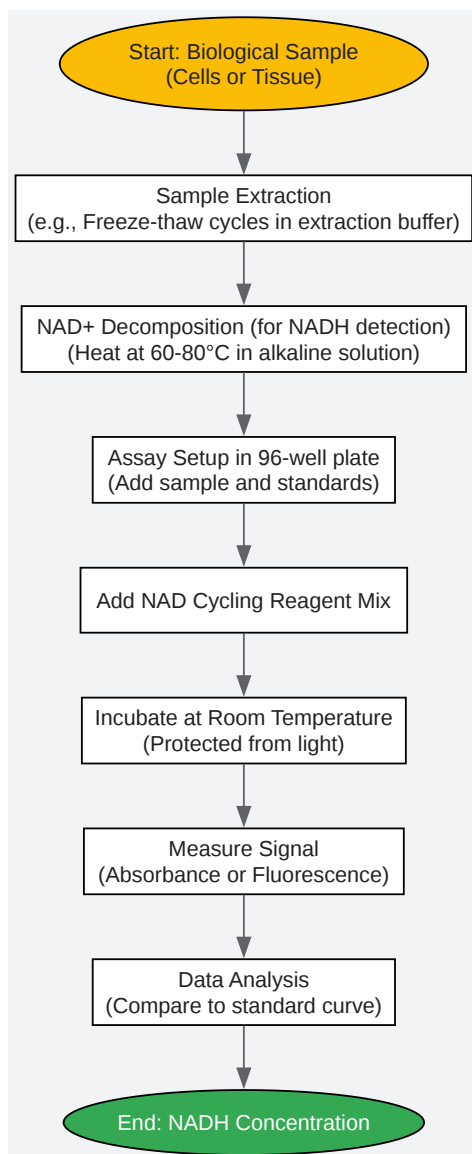 Start: Biological Sample
(Cells or Tissue)
Sample Extraction
(e.g., Freeze-thaw cycles in extraction buffer)
NAD+ Decomposition (for NADH detection)
(Heat at 60-80°C in alkaline solution)
Assay Setup in 96-well plate
(Add sample and standards)
Add NAD Cycling Reagent Mix
Incubate at Room Temperature
(Protected from light)
Measure Signal
(Absorbance or Fluorescence)
Data Analysis
(Compare to standard curve)
End: NADH Concentration